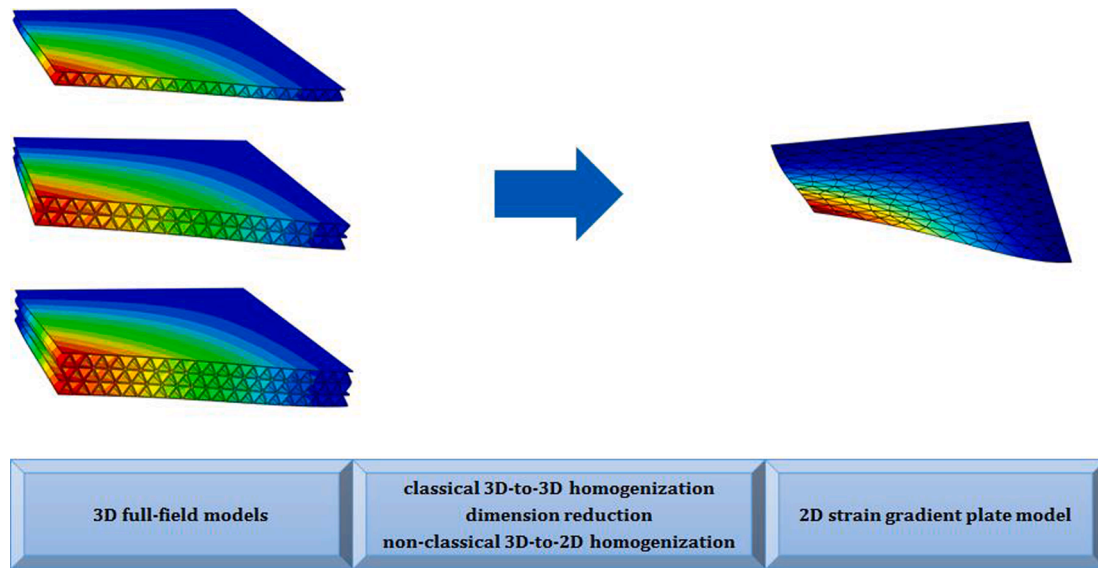 3D full-field models
classical 3D-to-3D homogenization
dimension reduction
non-classical 3D-to-2D homogenization
2D strain gradient plate model